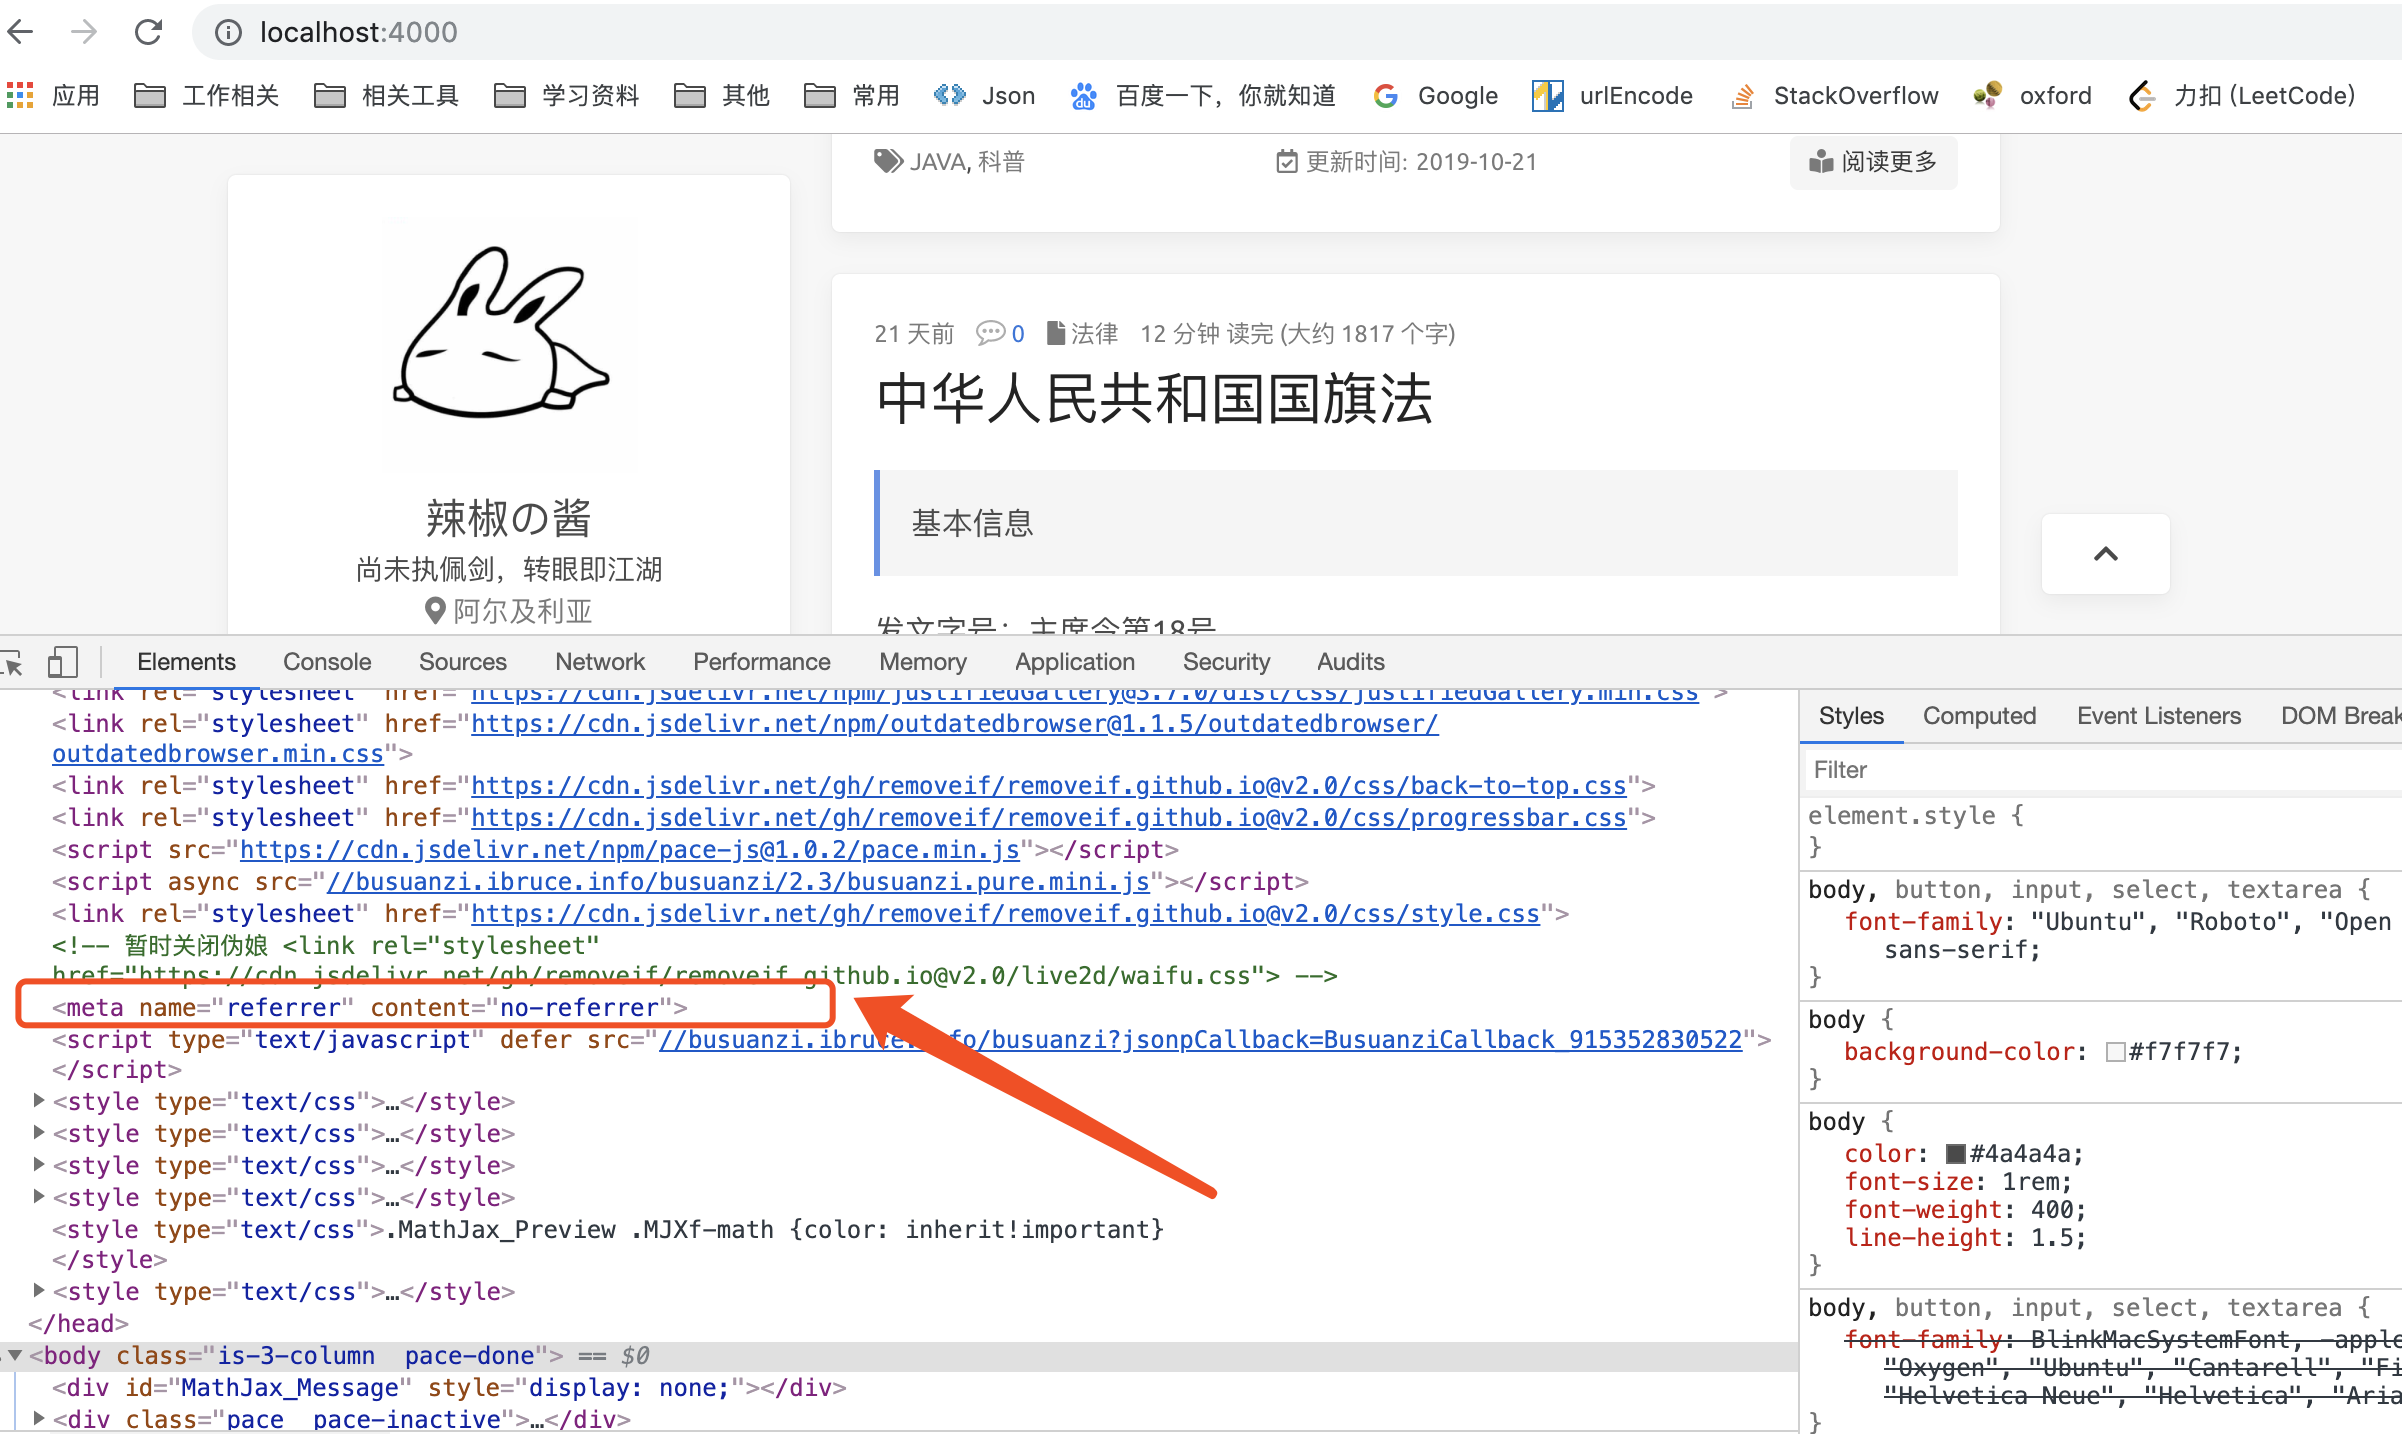 localhost:4000
应用 工作相关 相关工具 学习资料 其他 常用 Json 百度一下，你就知道 Google urlEncode StackOverflow oxford 力扣 (LeetCode)
JAVA, 科普 更新时间: 2019-10-21 阅读更多
21 天前 0 法律 12 分钟 读完 (大约 1817 个字)
中华人民共和国国旗法
基本信息
发文字号：主席令第18号
辣椒の酱
尚未执佩剑，转眼即江湖
阿尔及利亚
Elements Console Sources Network Performance Memory Application Security Audits
<link rel="stylesheet" href="https://cdn.jsdelivr.net/npm/justifiedGallery@3.7.0/dist/css/justifiedGallery.min.css">
<link rel="stylesheet" href="https://cdn.jsdelivr.net/npm/outdatedbrowser@1.1.5/outdatedbrowser/
outdatedbrowser.min.css">
<link rel="stylesheet" href="https://cdn.jsdelivr.net/gh/removeif/removeif.github.io@v2.0/css/back-to-top.css">
<link rel="stylesheet" href="https://cdn.jsdelivr.net/gh/removeif/removeif.github.io@v2.0/css/progressbar.css">
<script src="https://cdn.jsdelivr.net/npm/pace-js@1.0.2/pace.min.js"></script>
<script async src="//busuanzi.ibruce.info/busuanzi/2.3/busuanzi.pure.mini.js"></script>
<link rel="stylesheet" href="https://cdn.jsdelivr.net/gh/removeif/removeif.github.io@v2.0/css/style.css">
<!-- 暂时关闭伪娘 <link rel="stylesheet"
href="https://cdn.jsdelivr.net/gh/removeif/removeif.github.io@v2.0/live2d/waifu.css"> -->
<meta name="referrer" content="no-referrer">
<script type="text/javascript" defer src="//busuanzi.ibruce.info/busuanzi?jsonpCallback=BusuanziCallback_915352830522">
</script>
<style type="text/css">…</style>
<style type="text/css">…</style>
<style type="text/css">…</style>
<style type="text/css">…</style>
<style type="text/css">.MathJax_Preview .MJXf-math {color: inherit!important}
</style>
<style type="text/css">…</style>
</head>
<body class="is-3-column  pace-done"> == $0
<div id="MathJax_Message" style="display: none;"></div>
<div class="pace  pace-inactive">…</div>
Styles Computed Event Listeners DOM Break
Filter
element.style {
}
body, button, input, select, textarea {
font-family: "Ubuntu", "Roboto", "Open
sans-serif;
}
body {
background-color: #f7f7f7;
}
body {
color: #4a4a4a;
font-size: 1rem;
font-weight: 400;
line-height: 1.5;
}
body, button, input, select, textarea {
font-family: BlinkMacSystemFont, -apple
"Oxygen", "Ubuntu", "Cantarell", "Fi
"Helvetica Neue", "Helvetica", "Aria
}